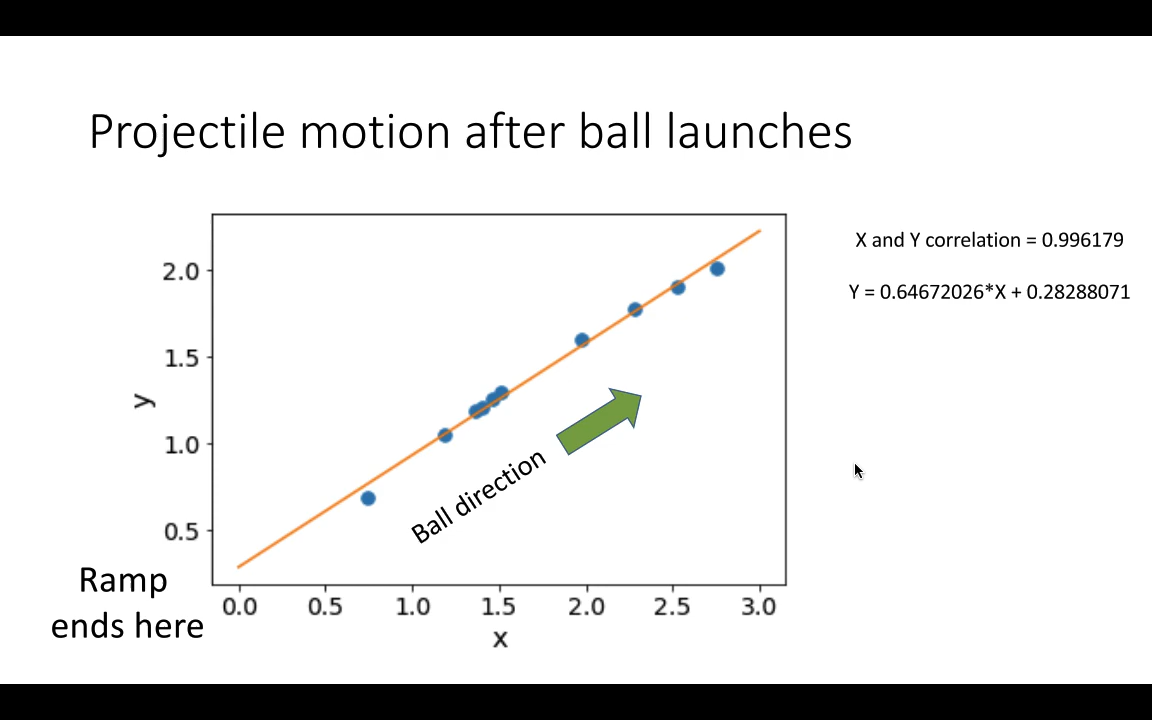 Projectile motion after ball launches
X and Y correlation = 0.996179
Y = 0.64672026*X + 0.28288071
2.0
1.5
1.0
0.5
y
Ball direction
Ramp
ends here
0.0 0.5 1.0 1.5 2.0 2.5 3.0
x